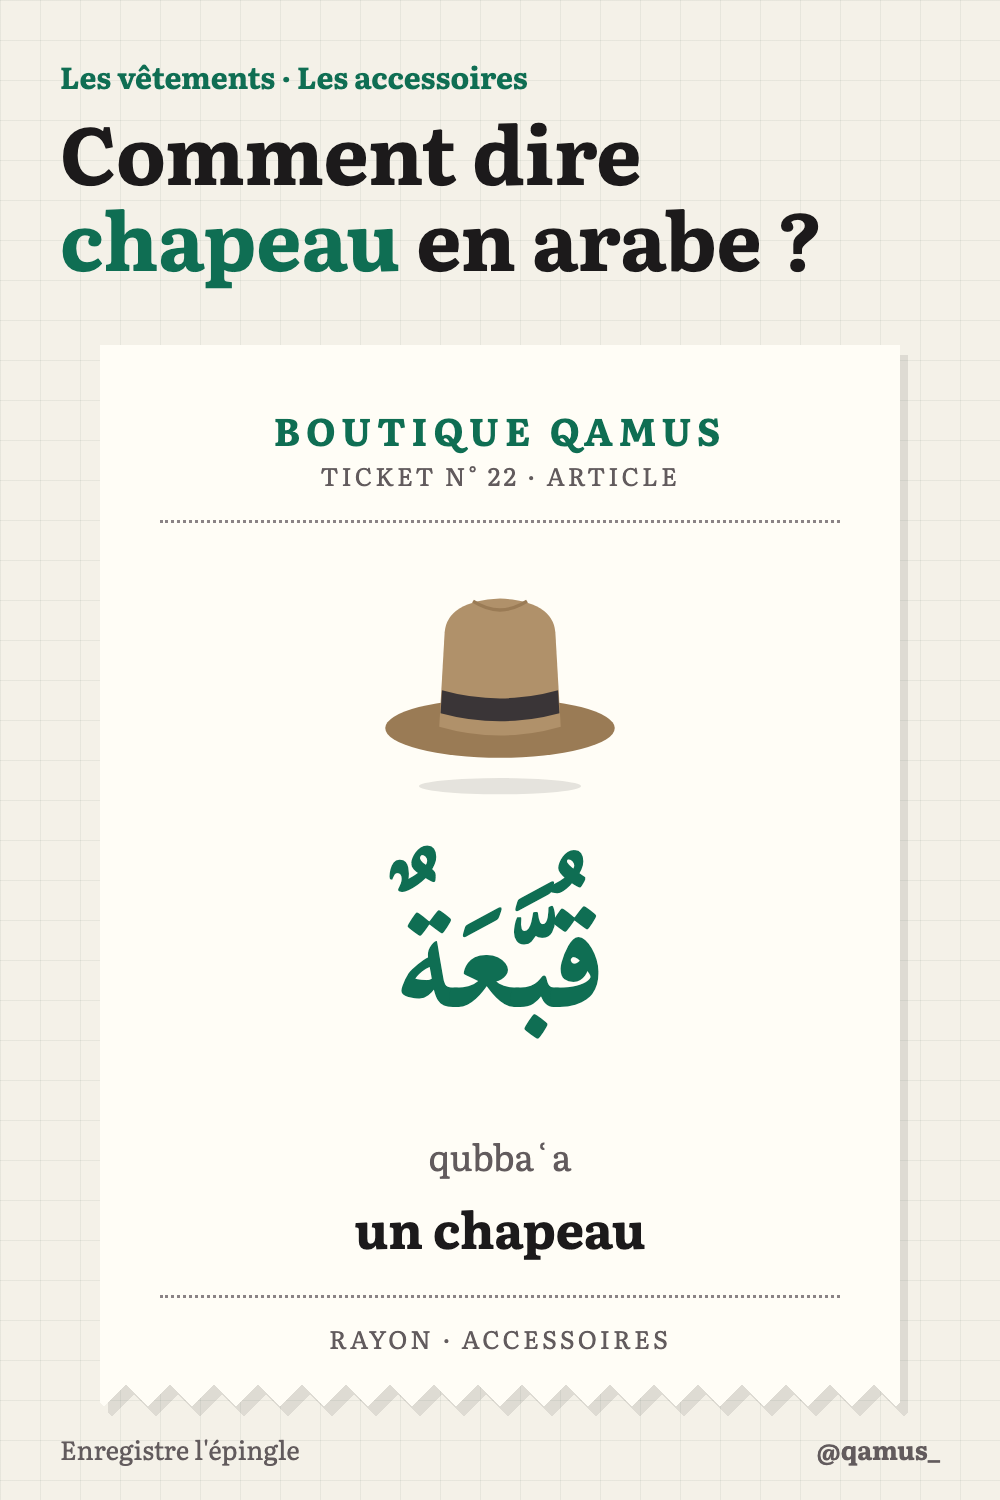 Les vêtements · Les accessoires
Comment dire
chapeau en arabe ?
BOUTIQUE QAMUS
TICKET N° 22 · ARTICLE
قُبَّعَةٌ
qubbaʿa
un chapeau
RAYON · ACCESSOIRES
Enregistre l'épingle
@qamus_